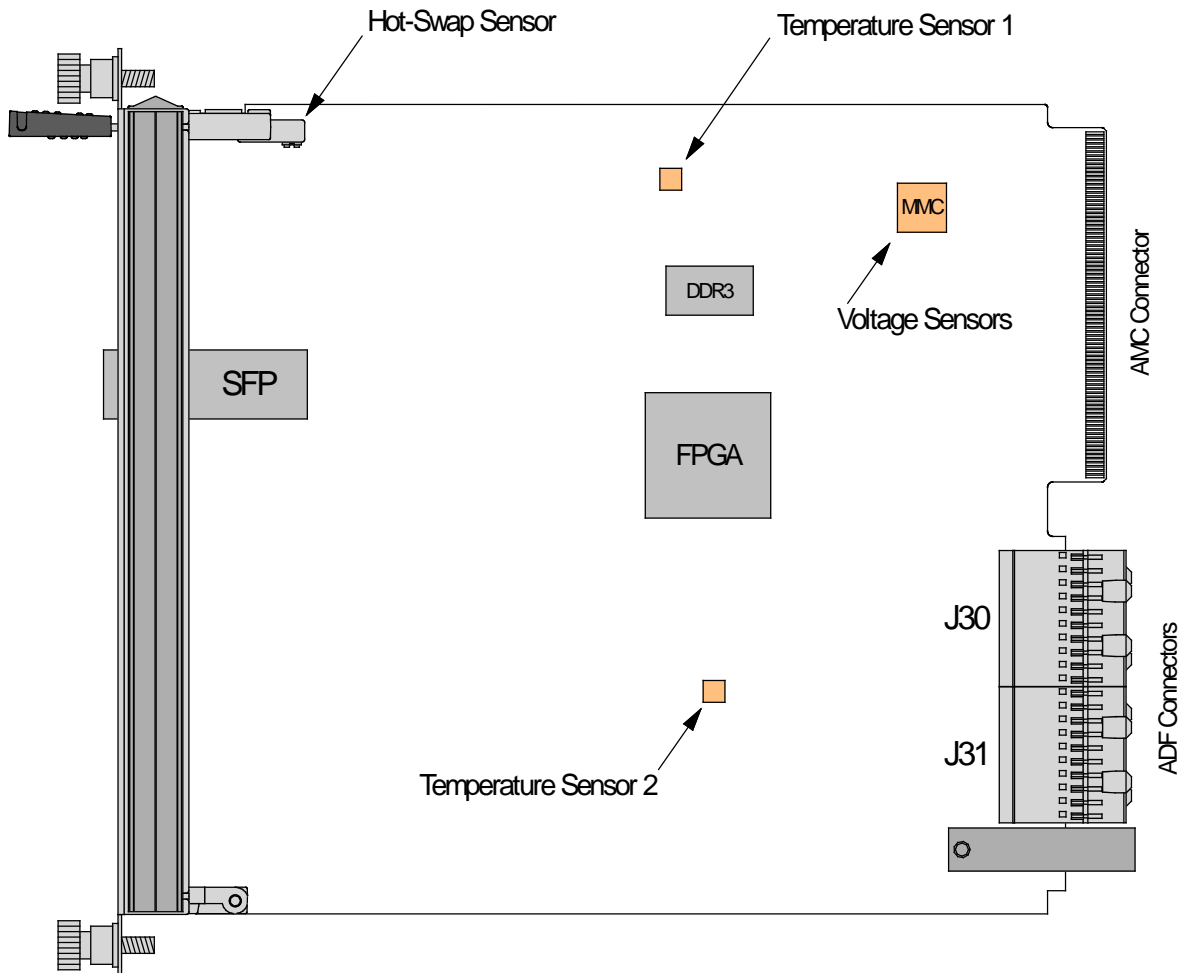 Hot-Swap Sensor
Temperature Sensor 1
MMC
DDR3
Voltage Sensors
AMC Connector
SFP
FPGA
J30
J31
ADF Connectors
Temperature Sensor 2